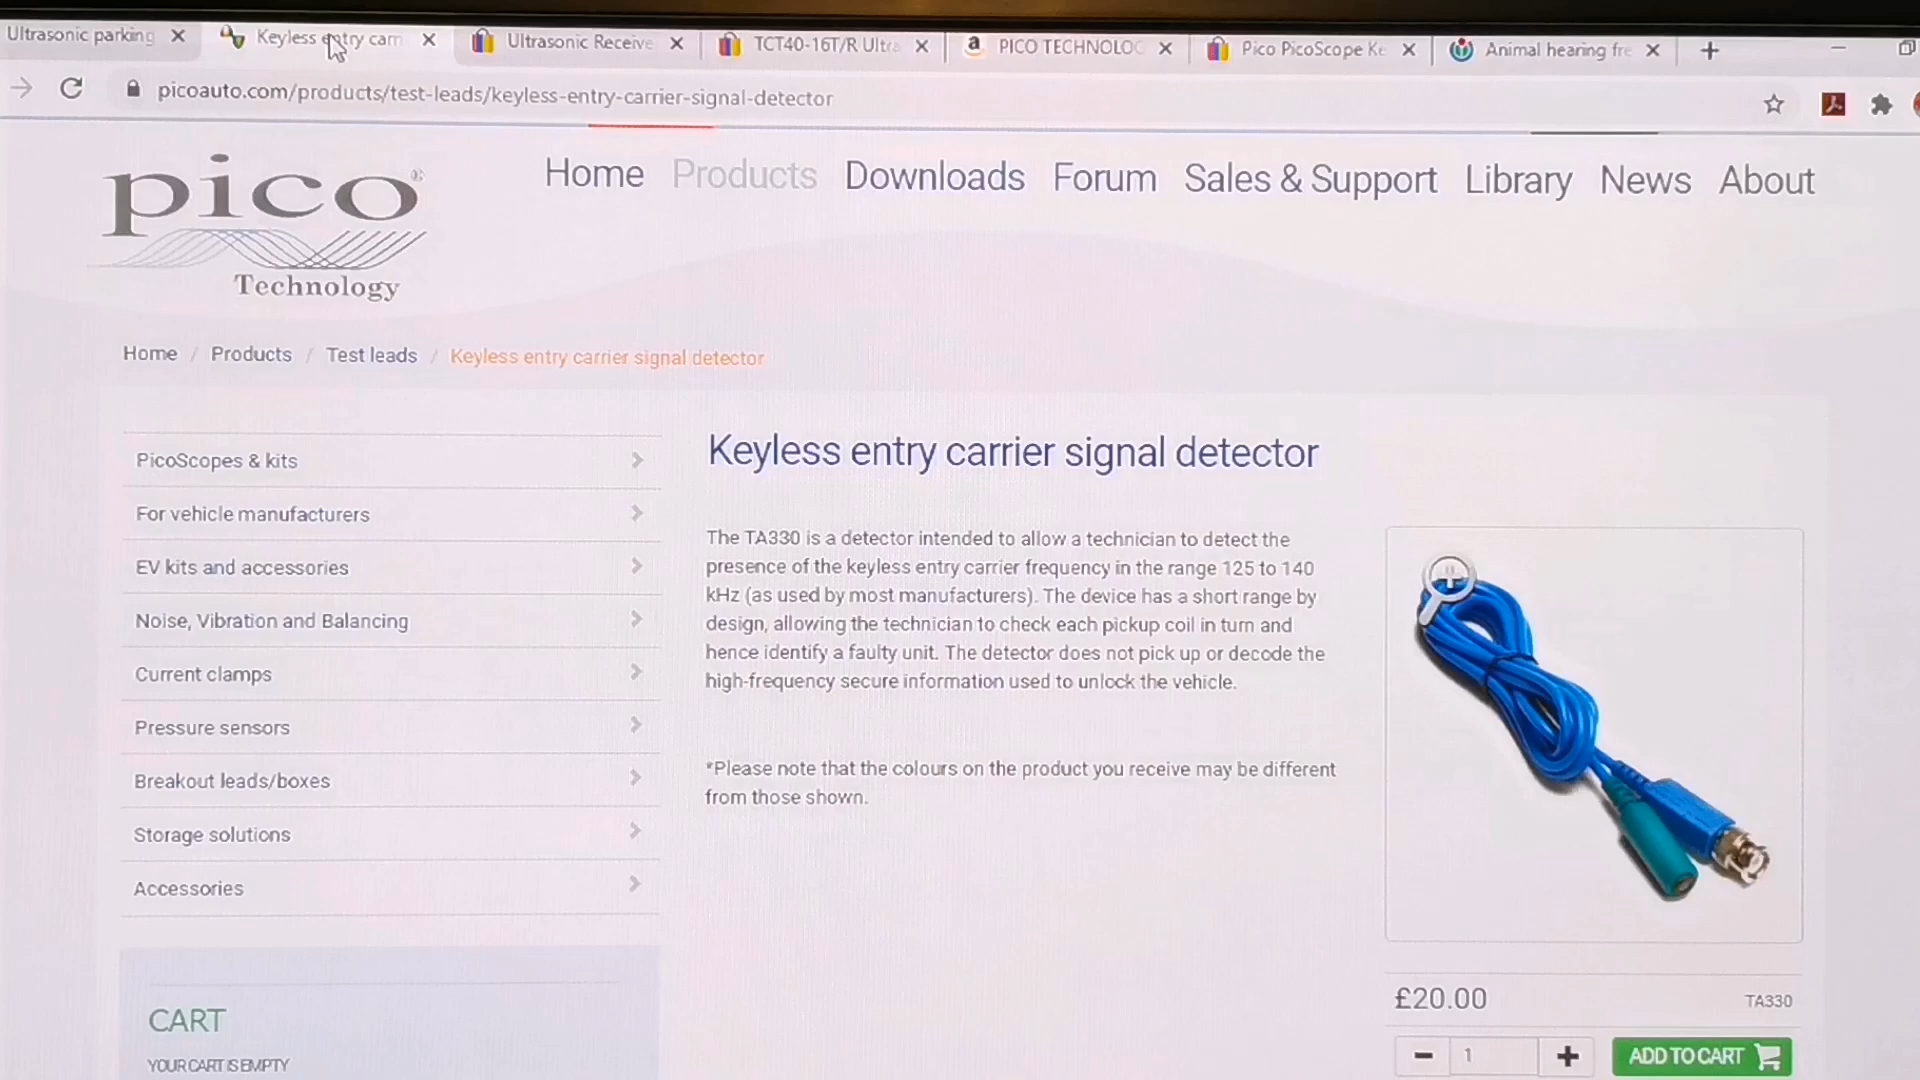 Ultrasonic parking
Keyless entry carr
Ultrasonic Receive
TCT40-16T/R Ultra
PICO TECHNOLOG
Pico PicoScope Ke
Animal hearing fre
picoauto.com/products/test-leads/keyless-entry-carrier-signal-detector
pico®
Technology
Home Products Downloads Forum Sales & Support Library News About
Home / Products / Test leads / Keyless entry carrier signal detector
PicoScopes & kits
For vehicle manufacturers
EV kits and accessories
Noise, Vibration and Balancing
Current clamps
Pressure sensors
Breakout leads/boxes
Storage solutions
Accessories
CART
YOUR CART IS EMPTY
Keyless entry carrier signal detector
The TA330 is a detector intended to allow a technician to detect the
presence of the keyless entry carrier frequency in the range 125 to 140
kHz (as used by most manufacturers). The device has a short range by
design, allowing the technician to check each pickup coil in turn and
hence identify a faulty unit. The detector does not pick up or decode the
high-frequency secure information used to unlock the vehicle.
*Please note that the colours on the product you receive may be different
from those shown.
£20.00 TA330
1
ADD TO CART